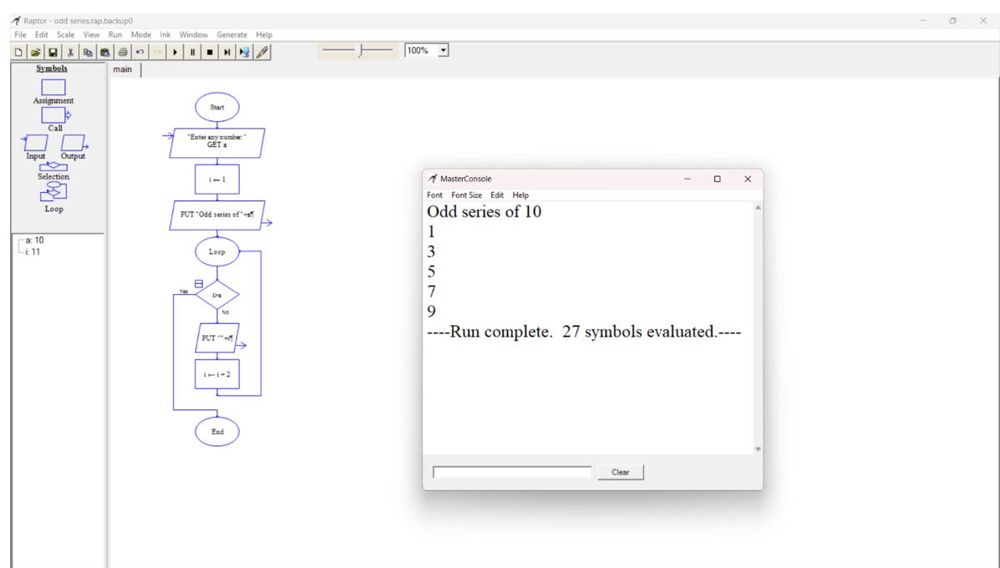 Raptor - odd series.rap.backup0
File Edit Scale View Run Mode Ink Window Generate Help
100%
Symbols
Assignment
Call
Input Output
Selection
Loop
a: 10
i: 11
main
Start
"Enter any number."
GET a
i ← 1
PUT "Odd series of "+a¶
Loop
Yes
i>a
No
PUT ""+i¶
i ← i + 2
End
MasterConsole
Font Font Size Edit Help
Odd series of 10
1
3
5
7
9
----Run complete.  27 symbols evaluated.----
Clear